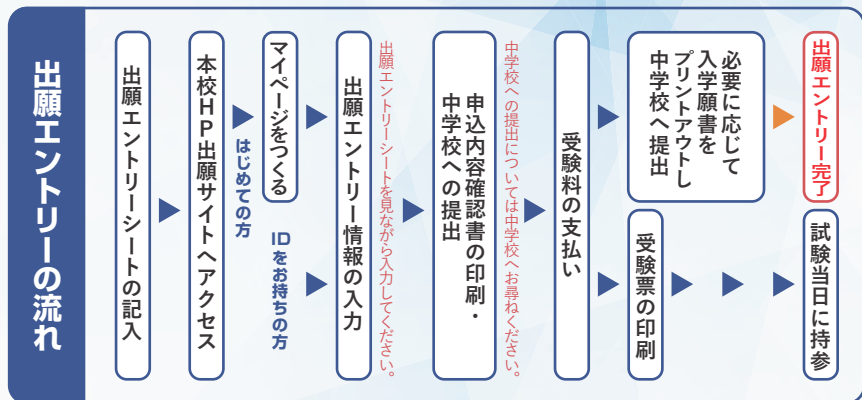 出願エントリーの流れ
出願エントリーシートの記入
本校HP出願サイトへアクセス
はじめての方
マイページをつくる
IDをお持ちの方
出願エントリー情報の入力
出願エントリーシートを見ながら入力してください。
申込内容確認書の印刷・
中学校への提出
中学校への提出については中学校へお尋ねください。
受験料の支払い
必要に応じて
入学願書を
プリントアウトし
中学校へ提出
出願エントリー完了
受験票の印刷
試験当日に持参